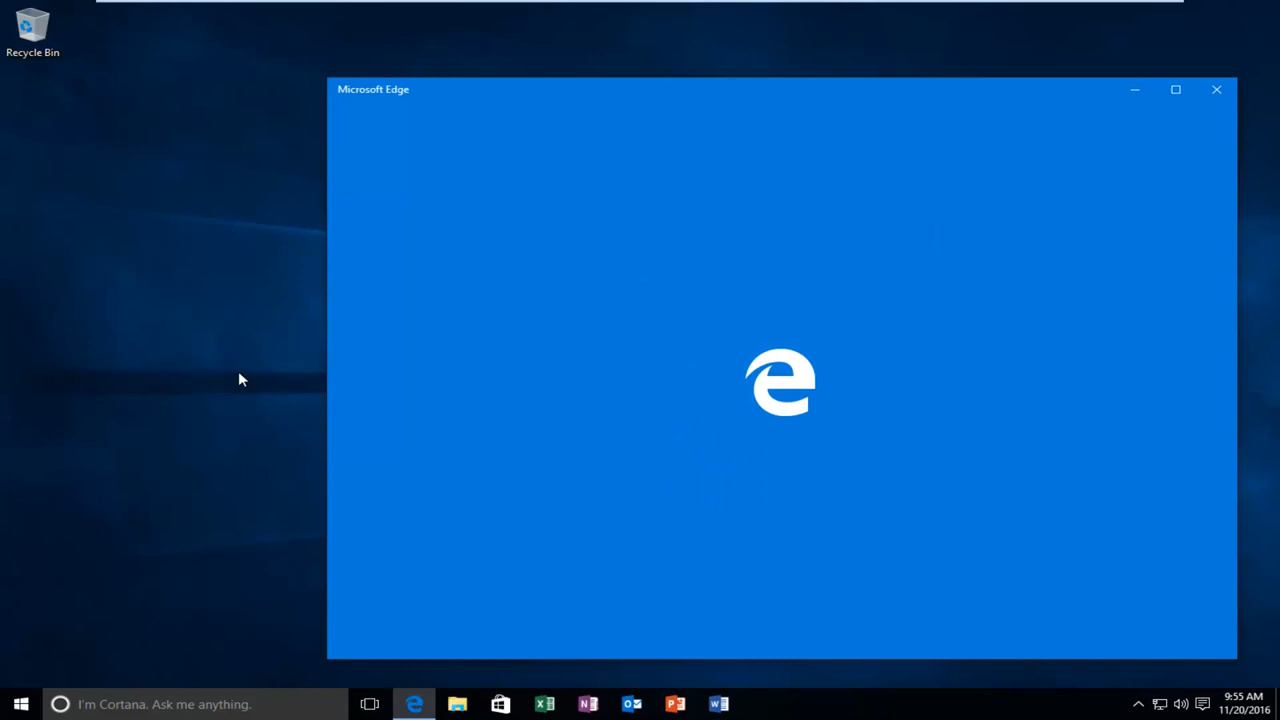 Recycle Bin
Microsoft Edge
I'm Cortana. Ask me anything.
9:55 AM
11/20/2016